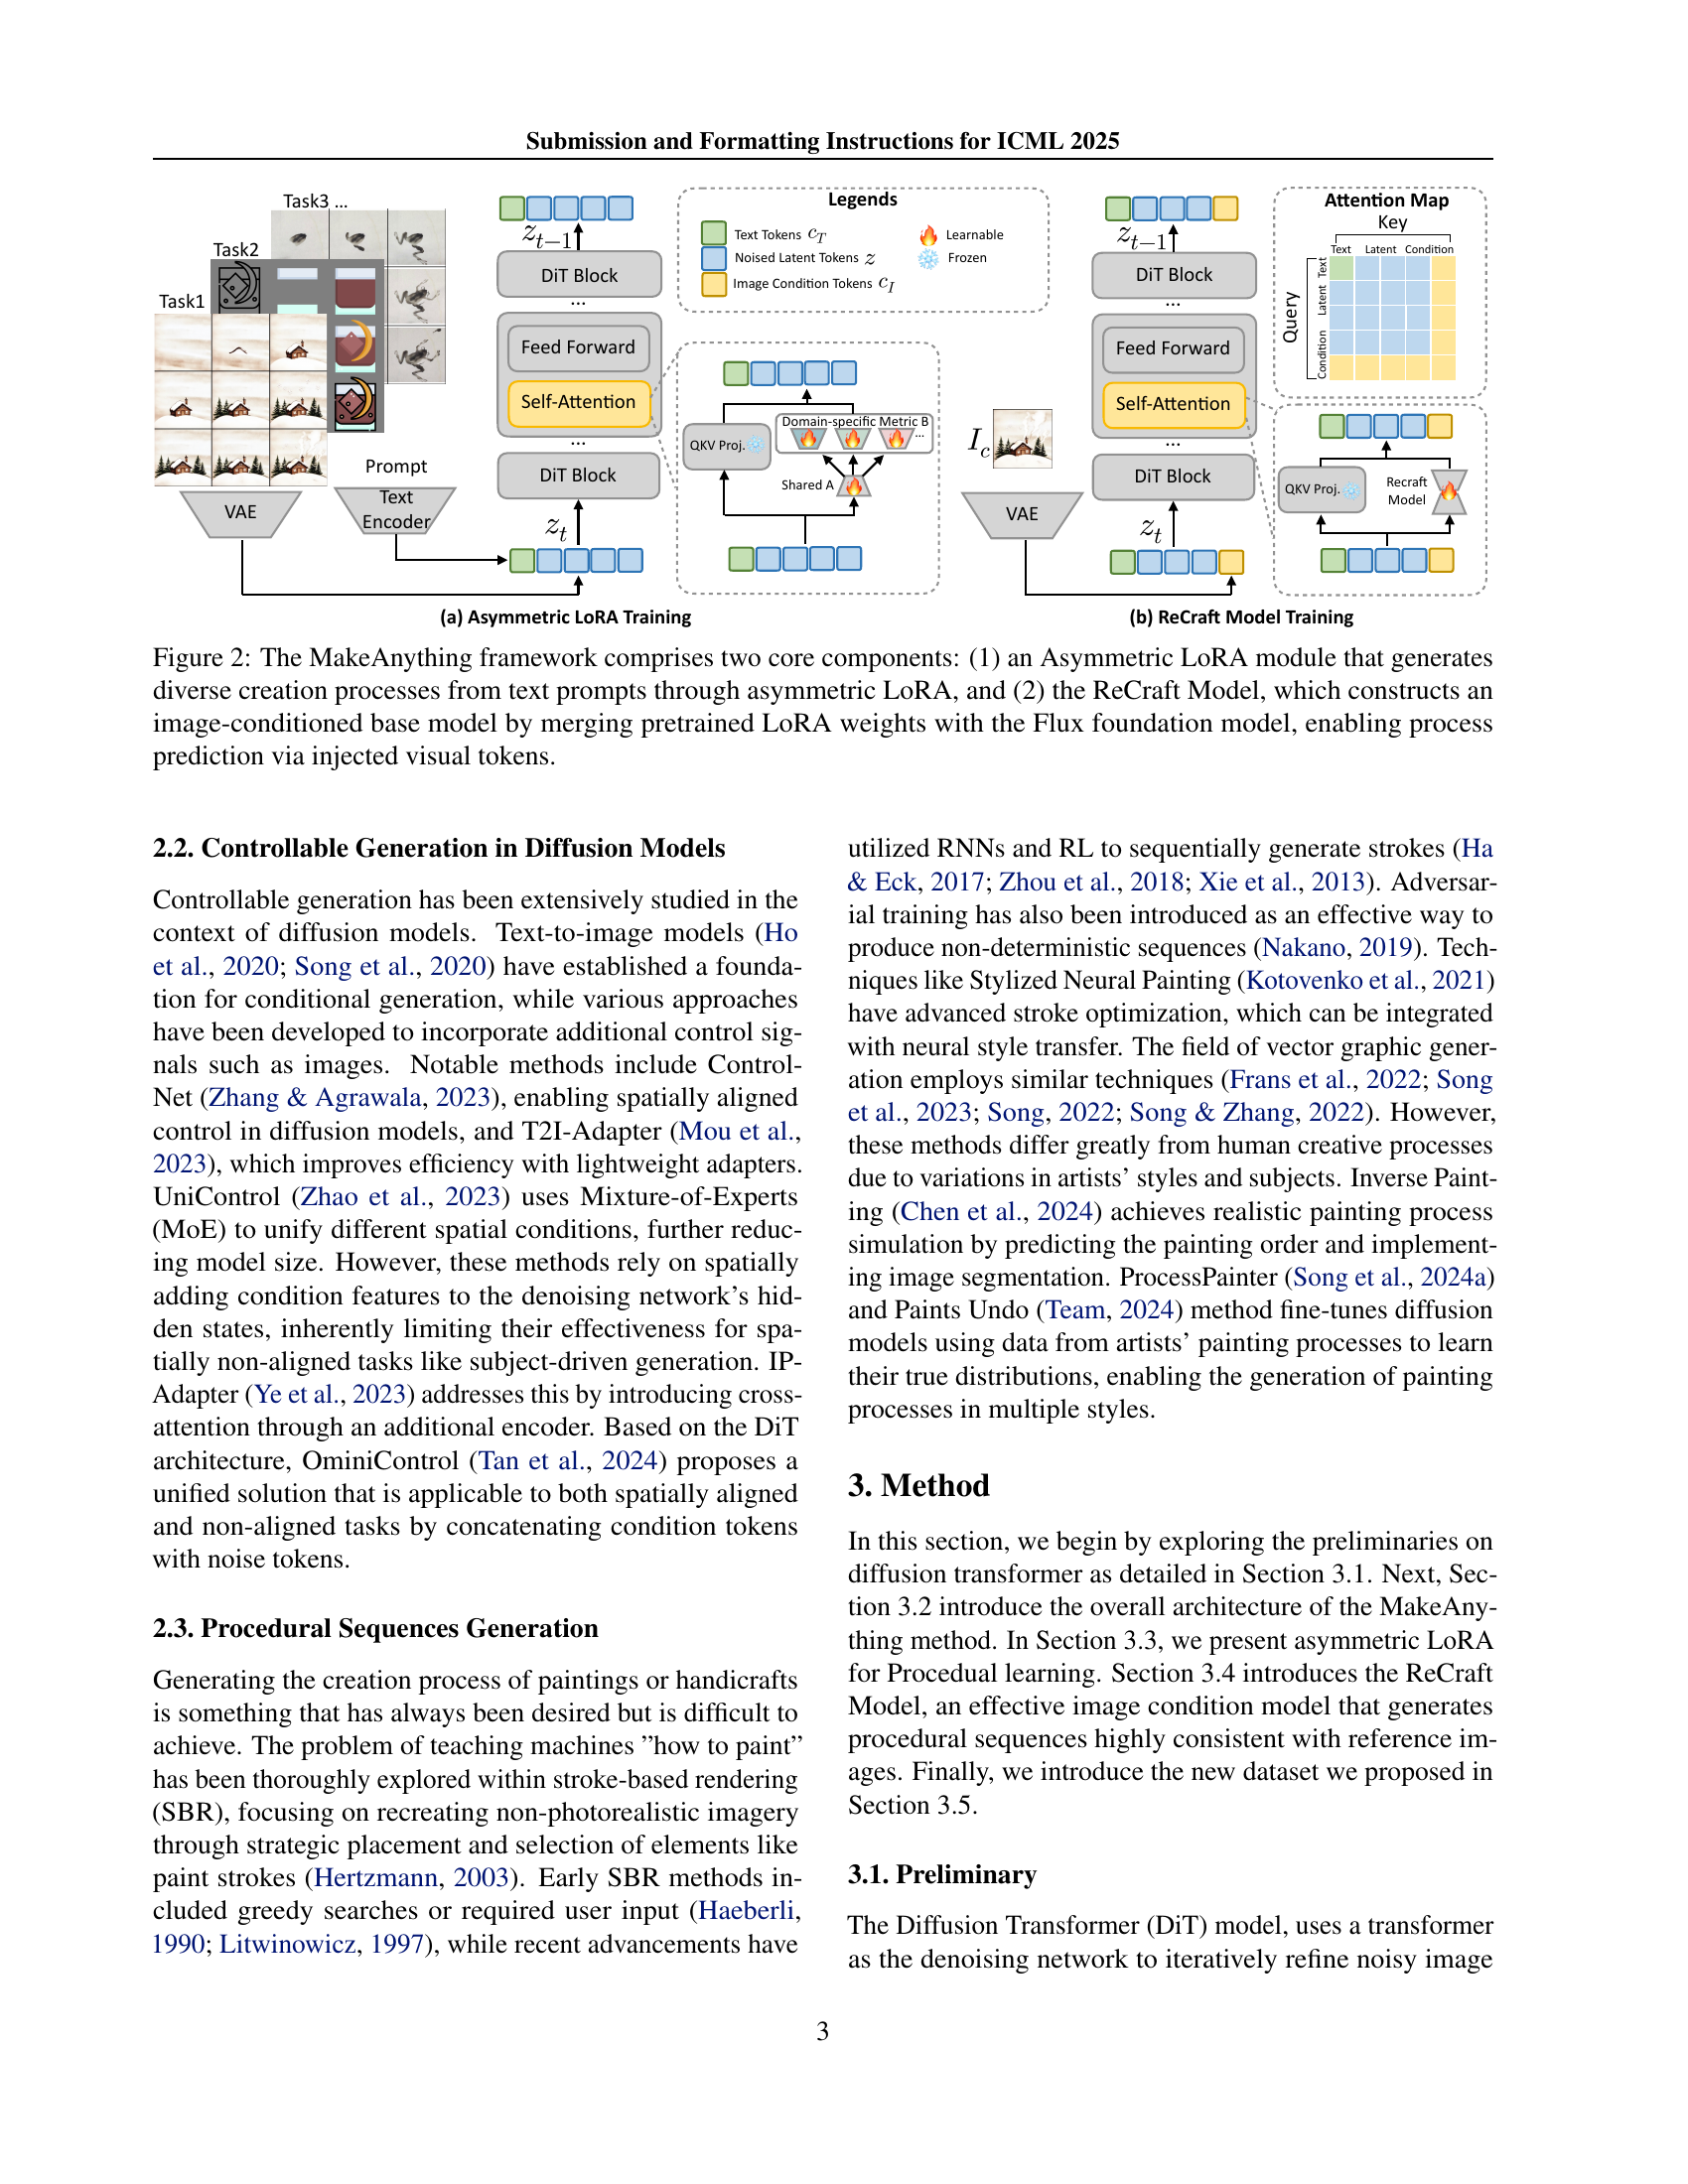 Submission and Formatting Instructions for ICML 2025
Task3 ...
Task2
Task1
Prompt
VAE
Text
Encoder
z_{t-1}
DiT Block
...
Feed Forward
Self-Attention
...
DiT Block
z_t
Legends
Text Tokens c_T
Noised Latent Tokens z
Image Condition Tokens c_I
Learnable
Frozen
Domain-specific Metric B
...
QKV Proj.
Shared A
(a) Asymmetric LoRA Training
I_c
VAE
z_{t-1}
DiT Block
...
Feed Forward
Self-Attention
...
DiT Block
z_t
Attention Map
Key
Text Latent Condition
Query
Text
Latent
Condition
QKV Proj.
Recraft
Model
(b) ReCraft Model Training
Figure 2: The MakeAnything framework comprises two core components: (1) an Asymmetric LoRA module that generates
diverse creation processes from text prompts through asymmetric LoRA, and (2) the ReCraft Model, which constructs an
image-conditioned base model by merging pretrained LoRA weights with the Flux foundation model, enabling process
prediction via injected visual tokens.
2.2. Controllable Generation in Diffusion Models
Controllable generation has been extensively studied in the
context of diffusion models. Text-to-image models (Ho
et al., 2020; Song et al., 2020) have established a founda-
tion for conditional generation, while various approaches
have been developed to incorporate additional control sig-
nals such as images. Notable methods include Control-
Net (Zhang & Agrawala, 2023), enabling spatially aligned
control in diffusion models, and T2I-Adapter (Mou et al.,
2023), which improves efficiency with lightweight adapters.
UniControl (Zhao et al., 2023) uses Mixture-of-Experts
(MoE) to unify different spatial conditions, further reduc-
ing model size. However, these methods rely on spatially
adding condition features to the denoising network's hid-
den states, inherently limiting their effectiveness for spa-
tially non-aligned tasks like subject-driven generation. IP-
Adapter (Ye et al., 2023) addresses this by introducing cross-
attention through an additional encoder. Based on the DiT
architecture, OminiControl (Tan et al., 2024) proposes a
unified solution that is applicable to both spatially aligned
and non-aligned tasks by concatenating condition tokens
with noise tokens.
2.3. Procedural Sequences Generation
Generating the creation process of paintings or handicrafts
is something that has always been desired but is difficult to
achieve. The problem of teaching machines ”how to paint”
has been thoroughly explored within stroke-based rendering
(SBR), focusing on recreating non-photorealistic imagery
through strategic placement and selection of elements like
paint strokes (Hertzmann, 2003). Early SBR methods in-
cluded greedy searches or required user input (Haeberli,
1990; Litwinowicz, 1997), while recent advancements have
utilized RNNs and RL to sequentially generate strokes (Ha
& Eck, 2017; Zhou et al., 2018; Xie et al., 2013). Adversar-
ial training has also been introduced as an effective way to
produce non-deterministic sequences (Nakano, 2019). Tech-
niques like Stylized Neural Painting (Kotovenko et al., 2021)
have advanced stroke optimization, which can be integrated
with neural style transfer. The field of vector graphic gener-
ation employs similar techniques (Frans et al., 2022; Song
et al., 2023; Song, 2022; Song & Zhang, 2022). However,
these methods differ greatly from human creative processes
due to variations in artists' styles and subjects. Inverse Paint-
ing (Chen et al., 2024) achieves realistic painting process
simulation by predicting the painting order and implement-
ing image segmentation. ProcessPainter (Song et al., 2024a)
and Paints Undo (Team, 2024) method fine-tunes diffusion
models using data from artists' painting processes to learn
their true distributions, enabling the generation of painting
processes in multiple styles.
3. Method
In this section, we begin by exploring the preliminaries on
diffusion transformer as detailed in Section 3.1. Next, Sec-
tion 3.2 introduce the overall architecture of the MakeAny-
thing method. In Section 3.3, we present asymmetric LoRA
for Procedual learning. Section 3.4 introduces the ReCraft
Model, an effective image condition model that generates
procedural sequences highly consistent with reference im-
ages. Finally, we introduce the new dataset we proposed in
Section 3.5.
3.1. Preliminary
The Diffusion Transformer (DiT) model, uses a transformer
as the denoising network to iteratively refine noisy image
3